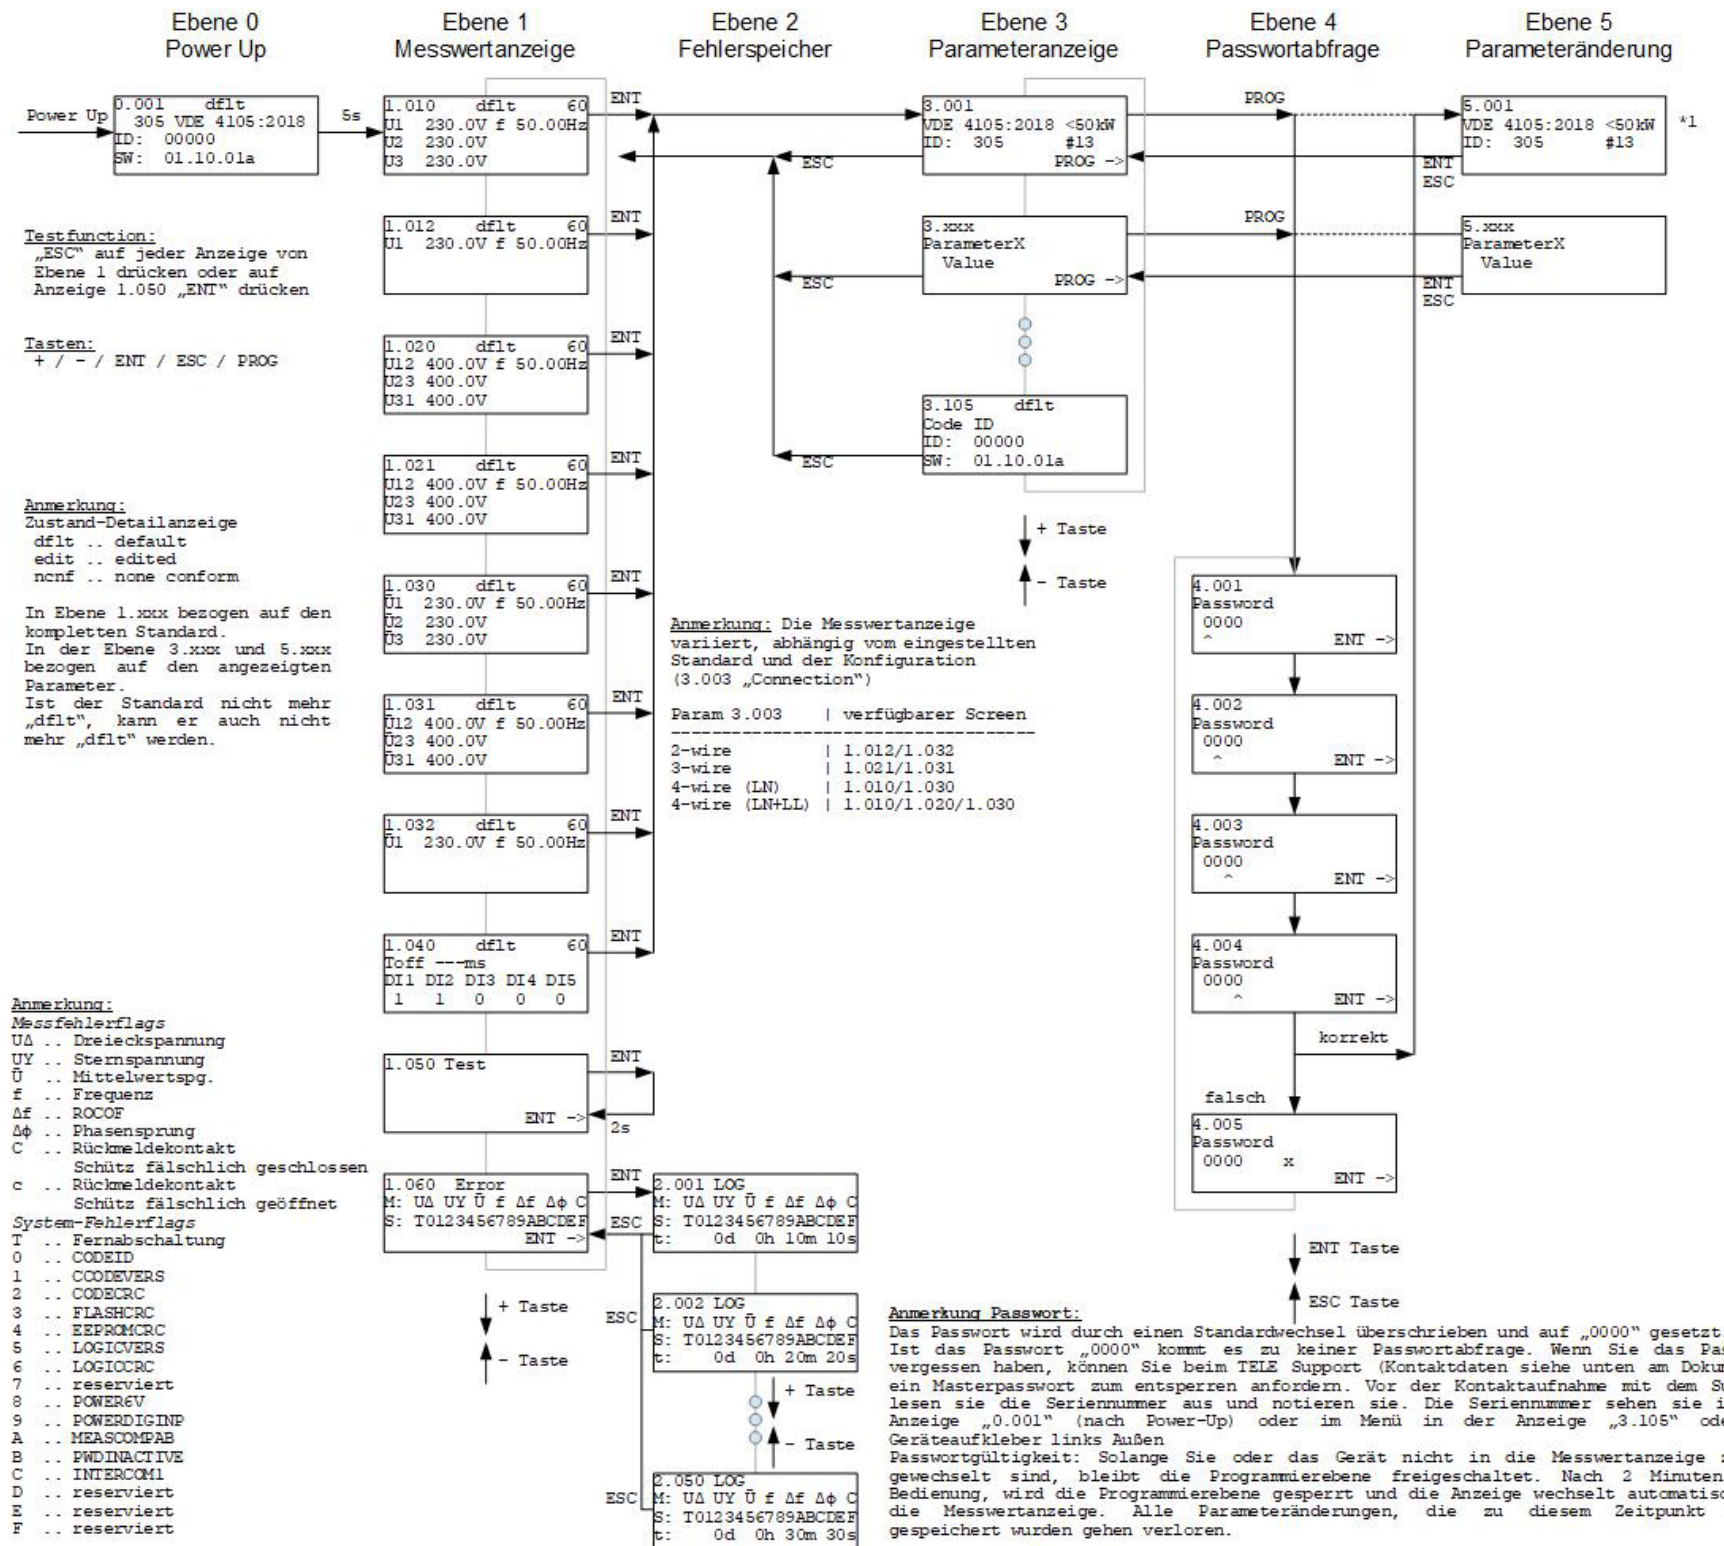 Ebene 0
Power Up
Ebene 1
Messwertanzeige
Ebene 2
Fehlerspeicher
Ebene 3
Parameteranzeige
Ebene 4
Passwortabfrage
Ebene 5
Parameteränderung
Power Up
0.001 dflt
305 VDE 4105:2018
ID: 00000
SW: 01.10.01a
5s
1.010 dflt 60
U1 230.0V f 50.00Hz
U2 230.0V
U3 230.0V
ENT
ESC
3.001
VDE 4105:2018 <50kW
ID: 305 #13
PROG ->
PROG
5.001
VDE 4105:2018 <50kW
ID: 305 #13
*1
ENT
ESC
Testfunction:
„ESC“ auf jeder Anzeige von
Ebene 1 drücken oder auf
Anzeige 1.050 „ENT“ drücken
1.012 dflt 60
U1 230.0V f 50.00Hz
ENT
ESC
3.xxx
ParameterX
Value
PROG ->
PROG
5.xxx
ParameterX
Value
ENT
ESC
Tasten:
+ / - / ENT / ESC / PROG
1.020 dflt 60
U12 400.0V f 50.00Hz
U23 400.0V
U31 400.0V
ENT
3.105 dflt
Code ID
ID: 00000
SW: 01.10.01a
ESC
1.021 dflt 60
U12 400.0V f 50.00Hz
U23 400.0V
U31 400.0V
ENT
+ Taste
- Taste
Anmerkung:
Zustand-Detailanzeige
dflt .. default
edit .. edited
ncnf .. none conform
In Ebene 1.xxx bezogen auf den
kompletten Standard.
In der Ebene 3.xxx und 5.xxx
bezogen auf den angezeigten
Parameter.
Ist der Standard nicht mehr
„dflt“, kann er auch nicht
mehr „dflt“ werden.
1.030 dflt 60
Ū1 230.0V f 50.00Hz
Ū2 230.0V
Ū3 230.0V
ENT
1.031 dflt 60
Ū12 400.0V f 50.00Hz
Ū23 400.0V
Ū31 400.0V
ENT
1.032 dflt 60
Ū1 230.0V f 50.00Hz
ENT
Anmerkung: Die Messwertanzeige
variiert, abhängig vom eingestellten
Standard und der Konfiguration
(3.003 „Connection“)
Param 3.003 | verfügbarer Screen
------------------------------------
2-wire | 1.012/1.032
3-wire | 1.021/1.031
4-wire (LN) | 1.010/1.030
4-wire (LN+LL) | 1.010/1.020/1.030
4.001
Password
0000
^ ENT ->
4.002
Password
0000
^ ENT ->
4.003
Password
0000
^ ENT ->
4.004
Password
0000
^ ENT ->
korrekt
falsch
4.005
Password
0000 x
ENT ->
ENT Taste
ESC Taste
1.040 dflt 60
Toff ---ms
DI1 DI2 DI3 DI4 DI5
1 1 0 0 0
ENT
1.050 Test
ENT ->
ENT
2s
1.060 Error
M: UΔ UY Ū f Δf Δϕ C
S: T0123456789ABCDEF
ENT ->
ENT
ESC
2.001 LOG
M: UΔ UY Ū f Δf Δϕ C
S: T0123456789ABCDEF
t: 0d 0h 10m 10s
+ Taste
- Taste
ESC
2.002 LOG
M: UΔ UY Ū f Δf Δϕ C
S: T0123456789ABCDEF
t: 0d 0h 20m 20s
+ Taste
- Taste
ESC
2.050 LOG
M: UΔ UY Ū f Δf Δϕ C
S: T0123456789ABCDEF
t: 0d 0h 30m 30s
Anmerkung:
Messfehlerflags
UΔ .. Dreieckspannung
UY .. Sternspannung
Ū .. Mittelwertspg.
f .. Frequenz
Δf .. ROCOF
Δϕ .. Phasensprung
C .. Rückmeldekontakt
Schütz fälschlich geschlossen
c .. Rückmeldekontakt
Schütz fälschlich geöffnet
System-Fehlerflags
T .. Fernabschaltung
0 .. CODEID
1 .. CCODEVERS
2 .. CODECRC
3 .. FLASHCRC
4 .. EEPROMCRC
5 .. LOGICVERS
6 .. LOGICCRC
7 .. reserviert
8 .. POWER6V
9 .. POWERDIGINP
A .. MEASCOMPAB
B .. PWDINACTIVE
C .. INTERCOM1
D .. reserviert
E .. reserviert
F .. reserviert
Anmerkung Passwort:
Das Passwort wird durch einen Standardwechsel überschrieben und auf „0000“ gesetzt.
Ist das Passwort „0000“ kommt es zu keiner Passwortabfrage. Wenn Sie das Pas
vergessen haben, können Sie beim TELE Support (Kontaktdaten siehe unten am Dokum
ein Masterpasswort zum entsperren anfordern. Vor der Kontaktaufnahme mit dem Su
lesen sie die Seriennummer aus und notieren sie. Die Seriennummer sehen sie i
Anzeige „0.001“ (nach Power-Up) oder im Menü in der Anzeige „3.105“ ode
Geräteaufkleber links Außen
Passwortgültigkeit: Solange Sie oder das Gerät nicht in die Messwertanzeige z
gewechselt sind, bleibt die Programmierebene freigeschaltet. Nach 2 Minuten
Bedienung, wird die Programmierebene gesperrt und die Anzeige wechselt automatisc
die Messwertanzeige. Alle Parameteränderungen, die zu diesem Zeitpunkt
gespeichert wurden gehen verloren.